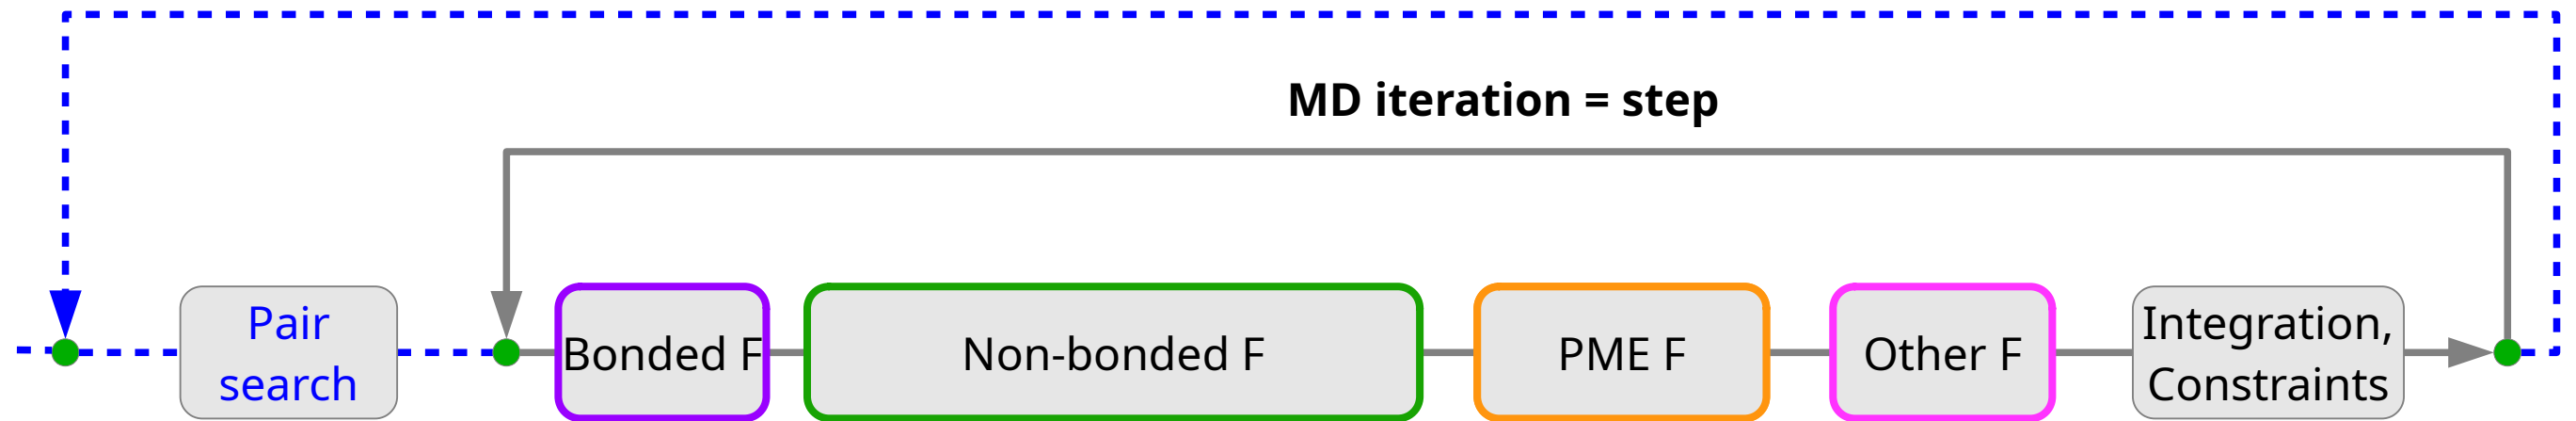 MD iteration = step
Pair
search
Bonded F
Non-bonded F
PME F
Other F
Integration,
Constraints